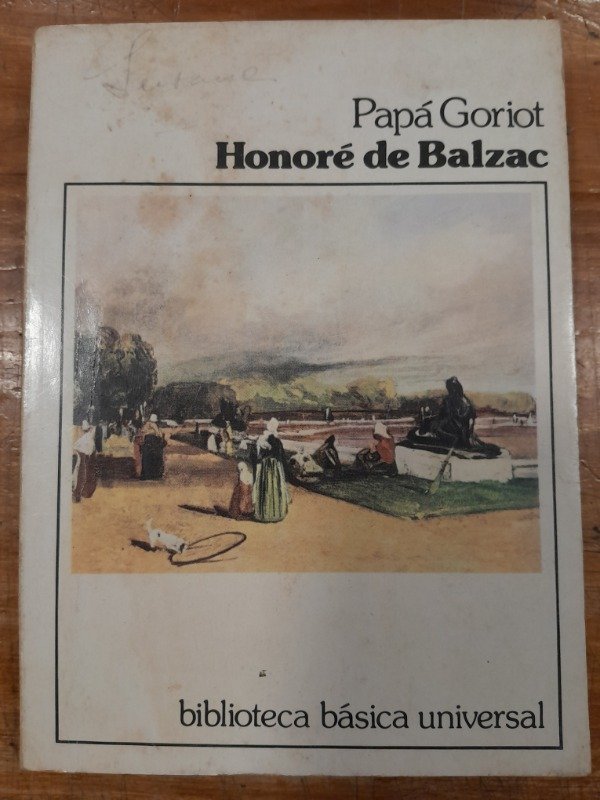 Papá Goriot
Honoré de Balzac
biblioteca básica universal